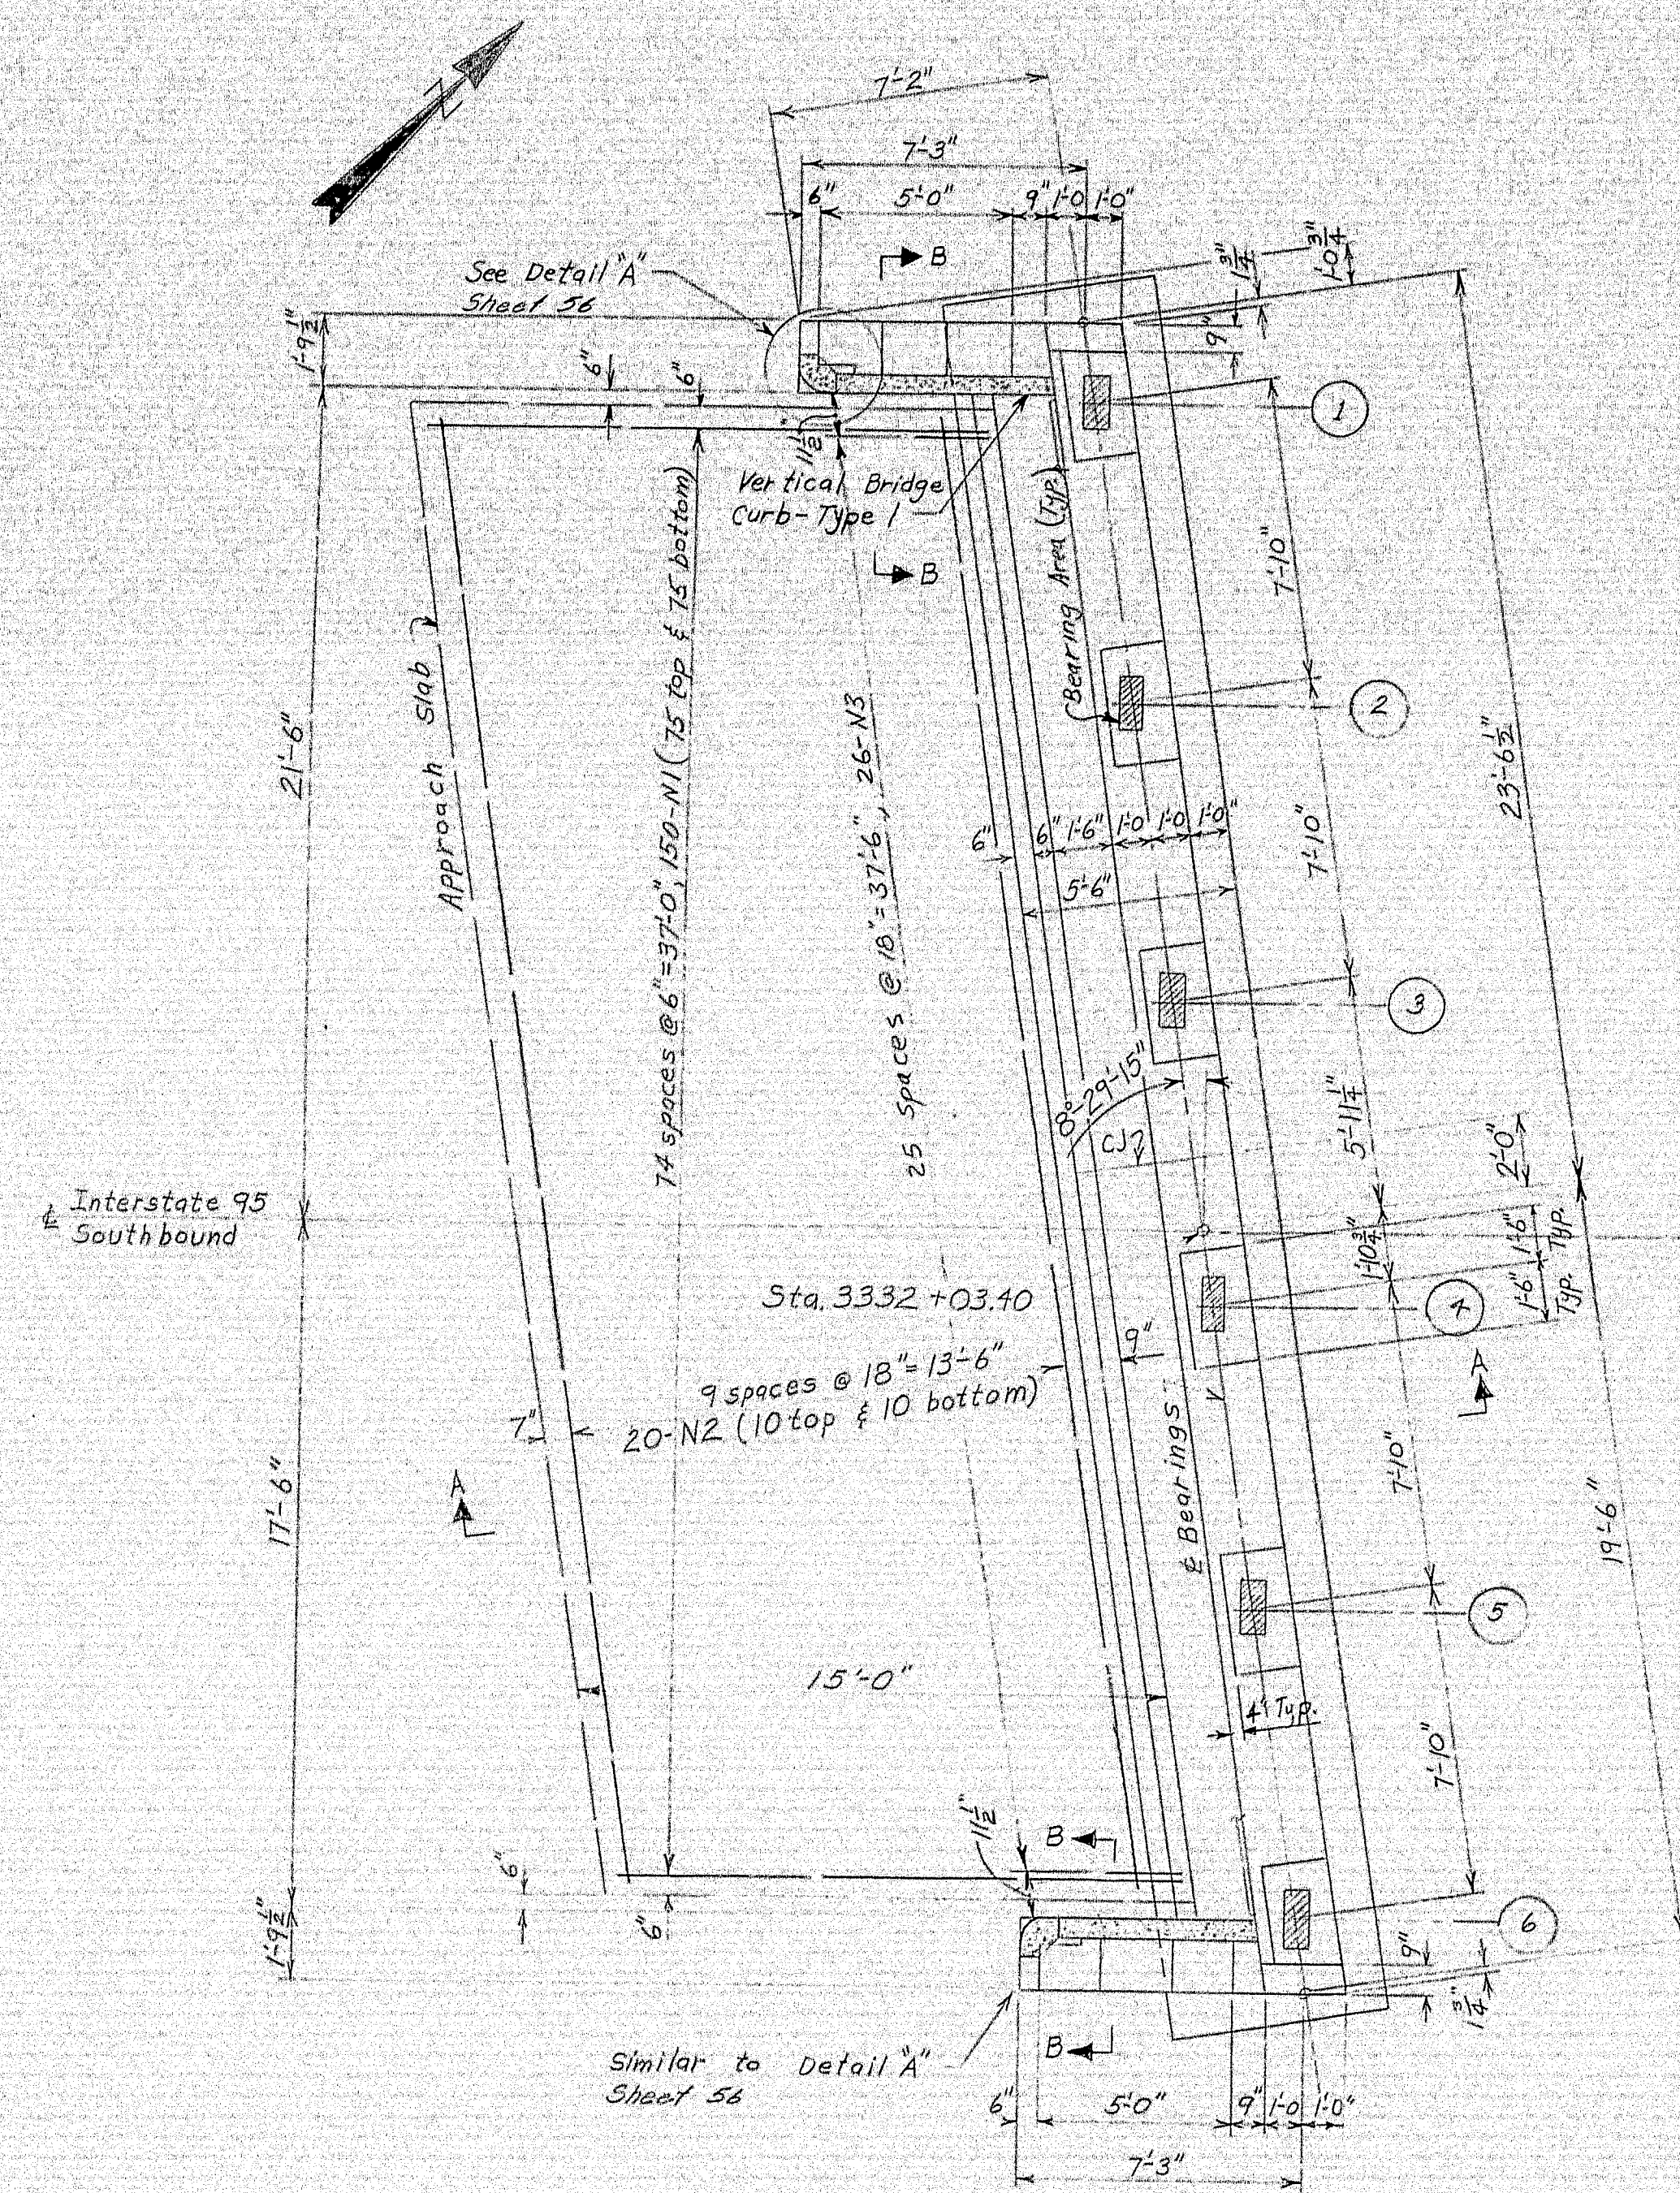 N
7'-2"
7'-3"
6"
5'-0"
9"
1'-0
1'-0"
B
See Detail "A"
Sheet 56
1'-9 1/2"
6"
6"
11 1/2"
1 3/4"
1'-0 3/4"
9"
1
Vertical Bridge
Curb-Type 1
B
Bearing Area (Typ.)
7'-10"
2
Approach Slab
21'-6"
74 spaces @ 6"=37'-0", 150-N1 (75 top & 75 bottom)
25 spaces @ 18"=37'-6", 26-N3
6"
6"
1'-6"
1'-0
1'-0
1'-0"
5'-6"
7'-10"
23'-6 1/2"
3
8°-29'-15"
CJ
5'-11 1/4"
2'-0"
℄ Interstate 95
Southbound
1'-10 3/4"
1'-6"
Typ.
1'-6"
Typ.
Sta. 3332 +03.40
4
9"
9 spaces @ 18"=13'-6"
20-N2 (10 top & 10 bottom)
7"
A
A
17'-6"
℄ Bearings
7'-10"
19'-6"
5
15'-0"
4" Typ.
7'-10"
11 1/2"
B
6"
6"
1'-9 1/2"
6
9"
1 3/4"
B
Similar to Detail "A"
Sheet 56
6"
5'-0"
9"
1'-0
1'-0"
7'-3"